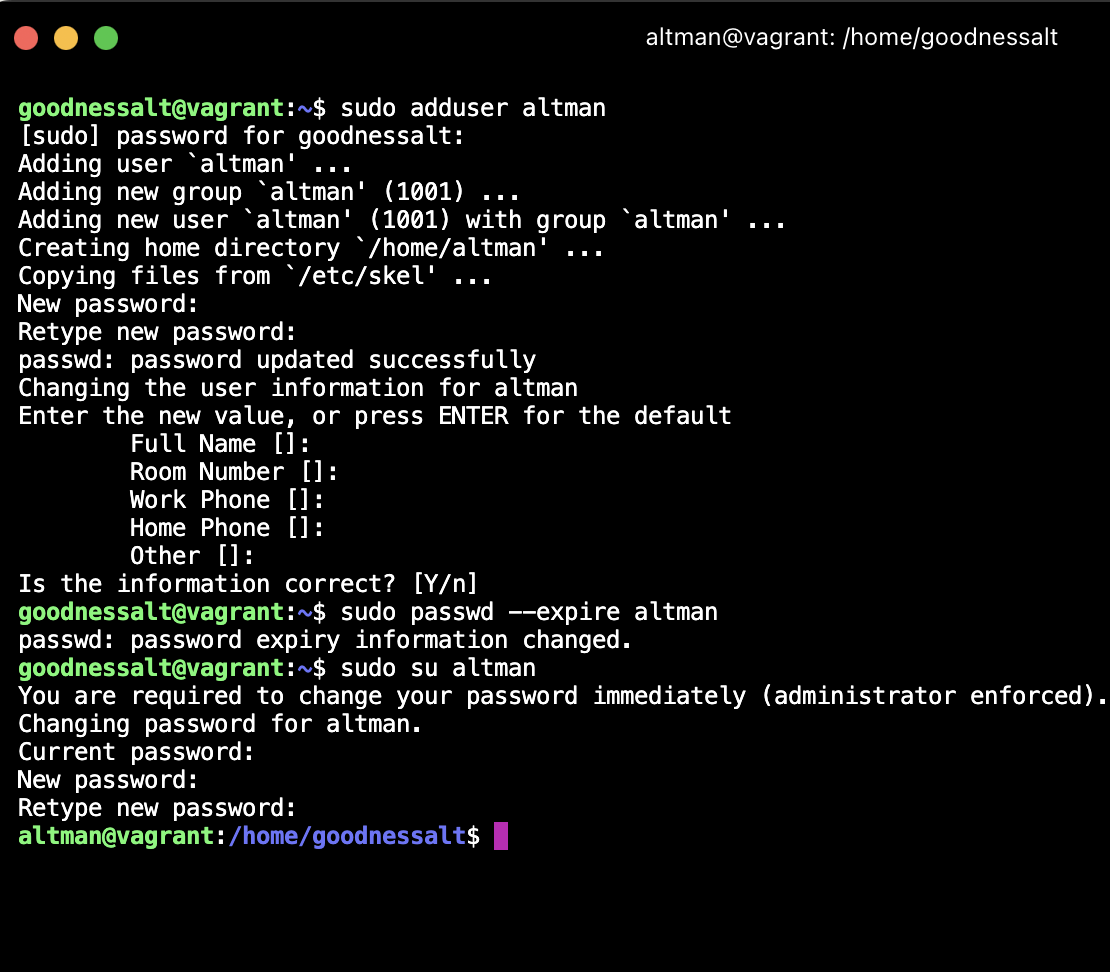 altman@vagrant: /home/goodnessalt
goodnessalt@vagrant:~$ sudo adduser altman
[sudo] password for goodnessalt:
Adding user `altman' ...
Adding new group `altman' (1001) ...
Adding new user `altman' (1001) with group `altman' ...
Creating home directory `/home/altman' ...
Copying files from `/etc/skel' ...
New password:
Retype new password:
passwd: password updated successfully
Changing the user information for altman
Enter the new value, or press ENTER for the default
Full Name []:
Room Number []:
Work Phone []:
Home Phone []:
Other []:
Is the information correct? [Y/n]
goodnessalt@vagrant:~$ sudo passwd --expire altman
passwd: password expiry information changed.
goodnessalt@vagrant:~$ sudo su altman
You are required to change your password immediately (administrator enforced).
Changing password for altman.
Current password:
New password:
Retype new password:
altman@vagrant:/home/goodnessalt$